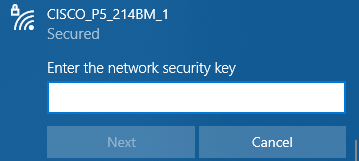 CISCO_P5_214BM_1
Secured
Enter the network security key
Next
Cancel